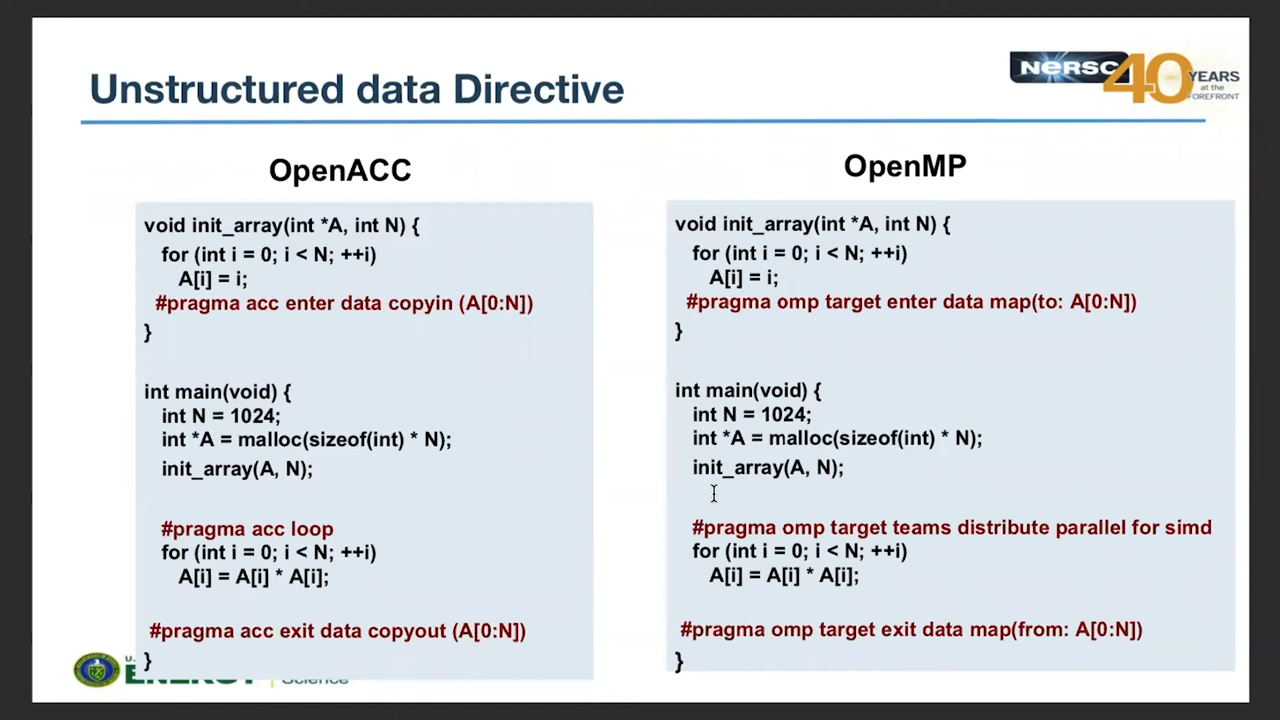 Unstructured data Directive
NERSC 40 YEARS at the FOREFRONT
OpenACC
void init_array(int *A, int N) {
for (int i = 0; i < N; ++i)
A[i] = i;
#pragma acc enter data copyin (A[0:N])
}
int main(void) {
int N = 1024;
int *A = malloc(sizeof(int) * N);
init_array(A, N);
#pragma acc loop
for (int i = 0; i < N; ++i)
A[i] = A[i] * A[i];
#pragma acc exit data copyout (A[0:N])
}
OpenMP
void init_array(int *A, int N) {
for (int i = 0; i < N; ++i)
A[i] = i;
#pragma omp target enter data map(to: A[0:N])
}
int main(void) {
int N = 1024;
int *A = malloc(sizeof(int) * N);
init_array(A, N);
#pragma omp target teams distribute parallel for simd
for (int i = 0; i < N; ++i)
A[i] = A[i] * A[i];
#pragma omp target exit data map(from: A[0:N])
}
ENERGY
Science